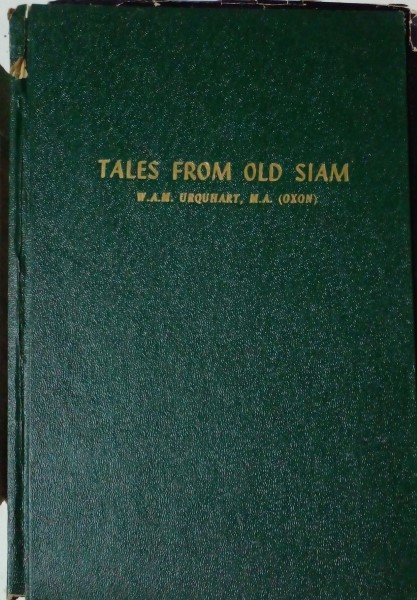 TALES FROM OLD SIAM
W.A.M. URQUHART, M.A. (OXON)